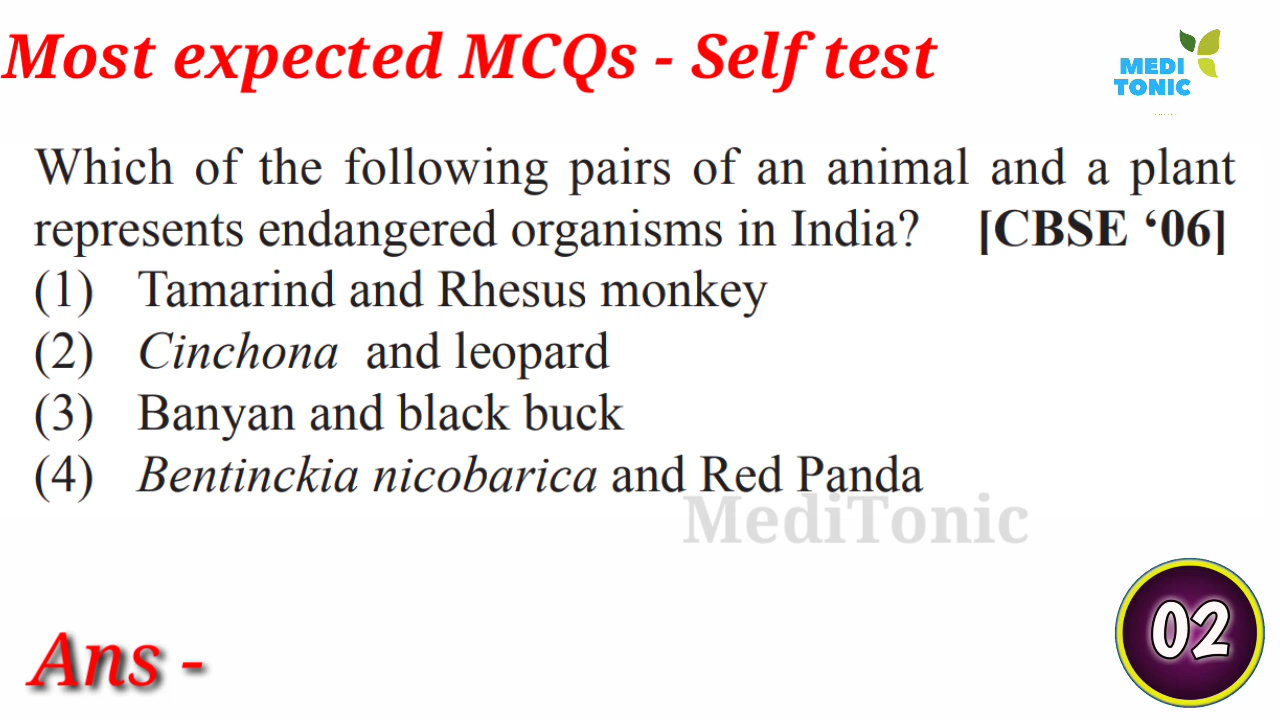 Most expected MCQs - Self test
MEDI
TONIC
Which of the following pairs of an animal and a plant
represents endangered organisms in India? [CBSE ‘06]
(1) Tamarind and Rhesus monkey
(2) Cinchona and leopard
(3) Banyan and black buck
(4) Bentinckia nicobarica and Red Panda
MediTonic
02
Ans -